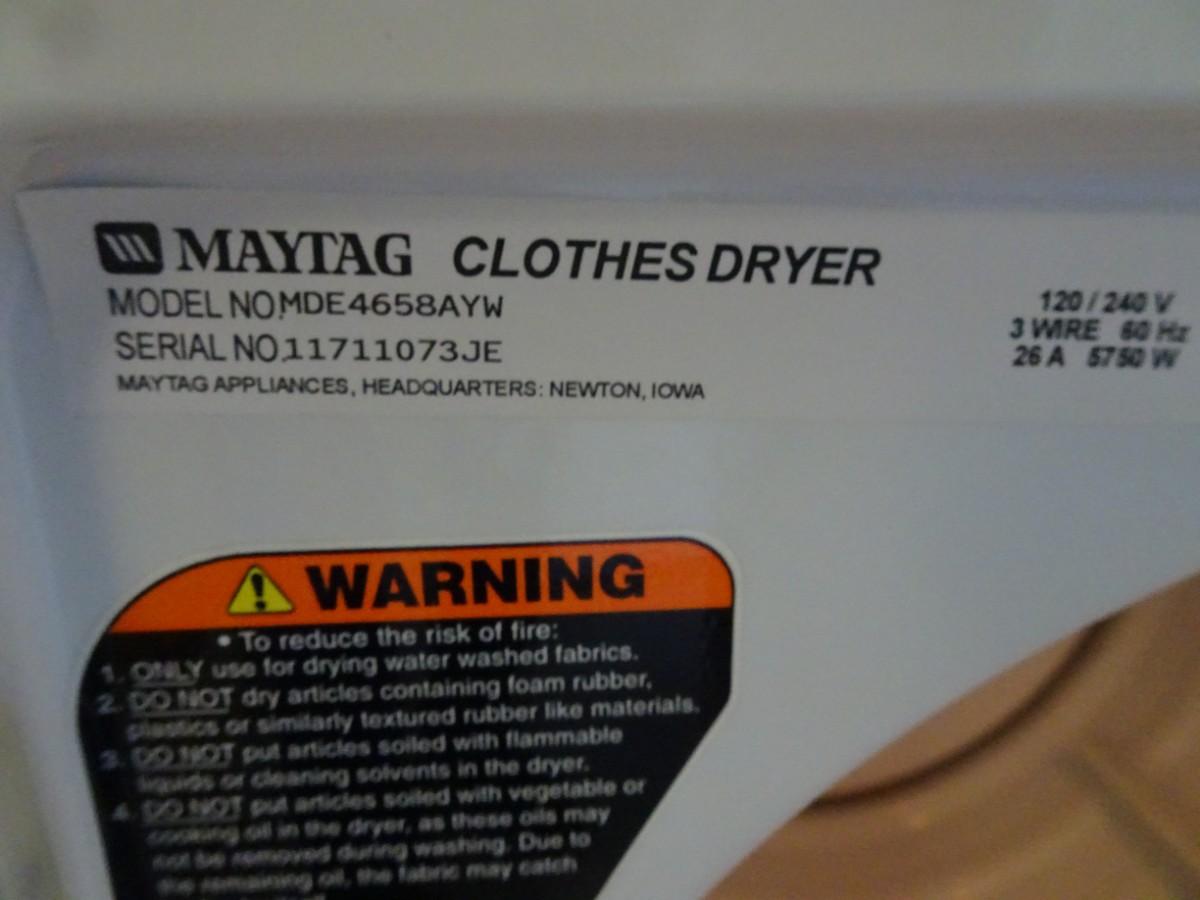 MAYTAG CLOTHES DRYER
MODEL NO. MDE4658AYW
SERIAL NO. 11711073JE
MAYTAG APPLIANCES, HEADQUARTERS: NEWTON, IOWA
120 / 240 V
3 WIRE 60 Hz
26 A 5750 W
WARNING
• To reduce the risk of fire:
1. ONLY use for drying water washed fabrics.
2. DO NOT dry articles containing foam rubber,
plastics or similarly textured rubber like materials.
3. DO NOT put articles soiled with flammable
liquids or cleaning solvents in the dryer.
4. DO NOT put articles soiled with vegetable or
cooking oil in the dryer, as these oils may
not be removed during washing. Due to
the remaining oil, the fabric may catch